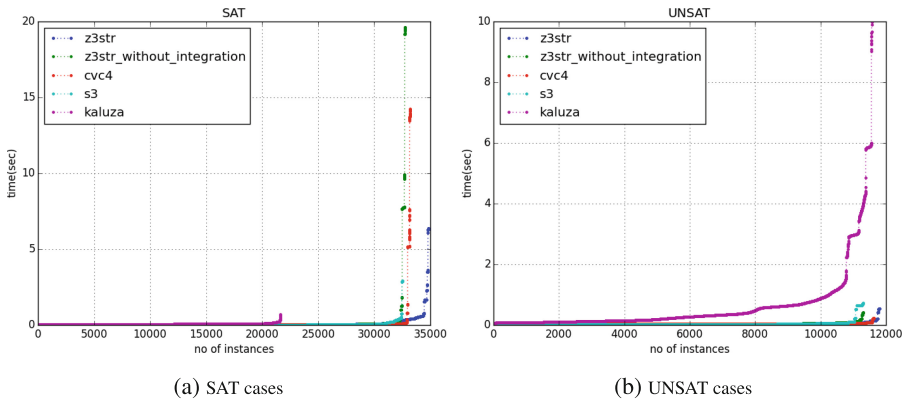 SAT
20
15
10
5
0
time(sec)
z3str
z3str_without_integration
cvc4
s3
kaluza
0 5000 10000 15000 20000 25000 30000 35000
no of instances
(a) SAT cases
UNSAT
10
8
6
4
2
0
time(sec)
z3str
z3str_without_integration
cvc4
s3
kaluza
0 2000 4000 6000 8000 10000 12000
no of instances
(b) UNSAT cases